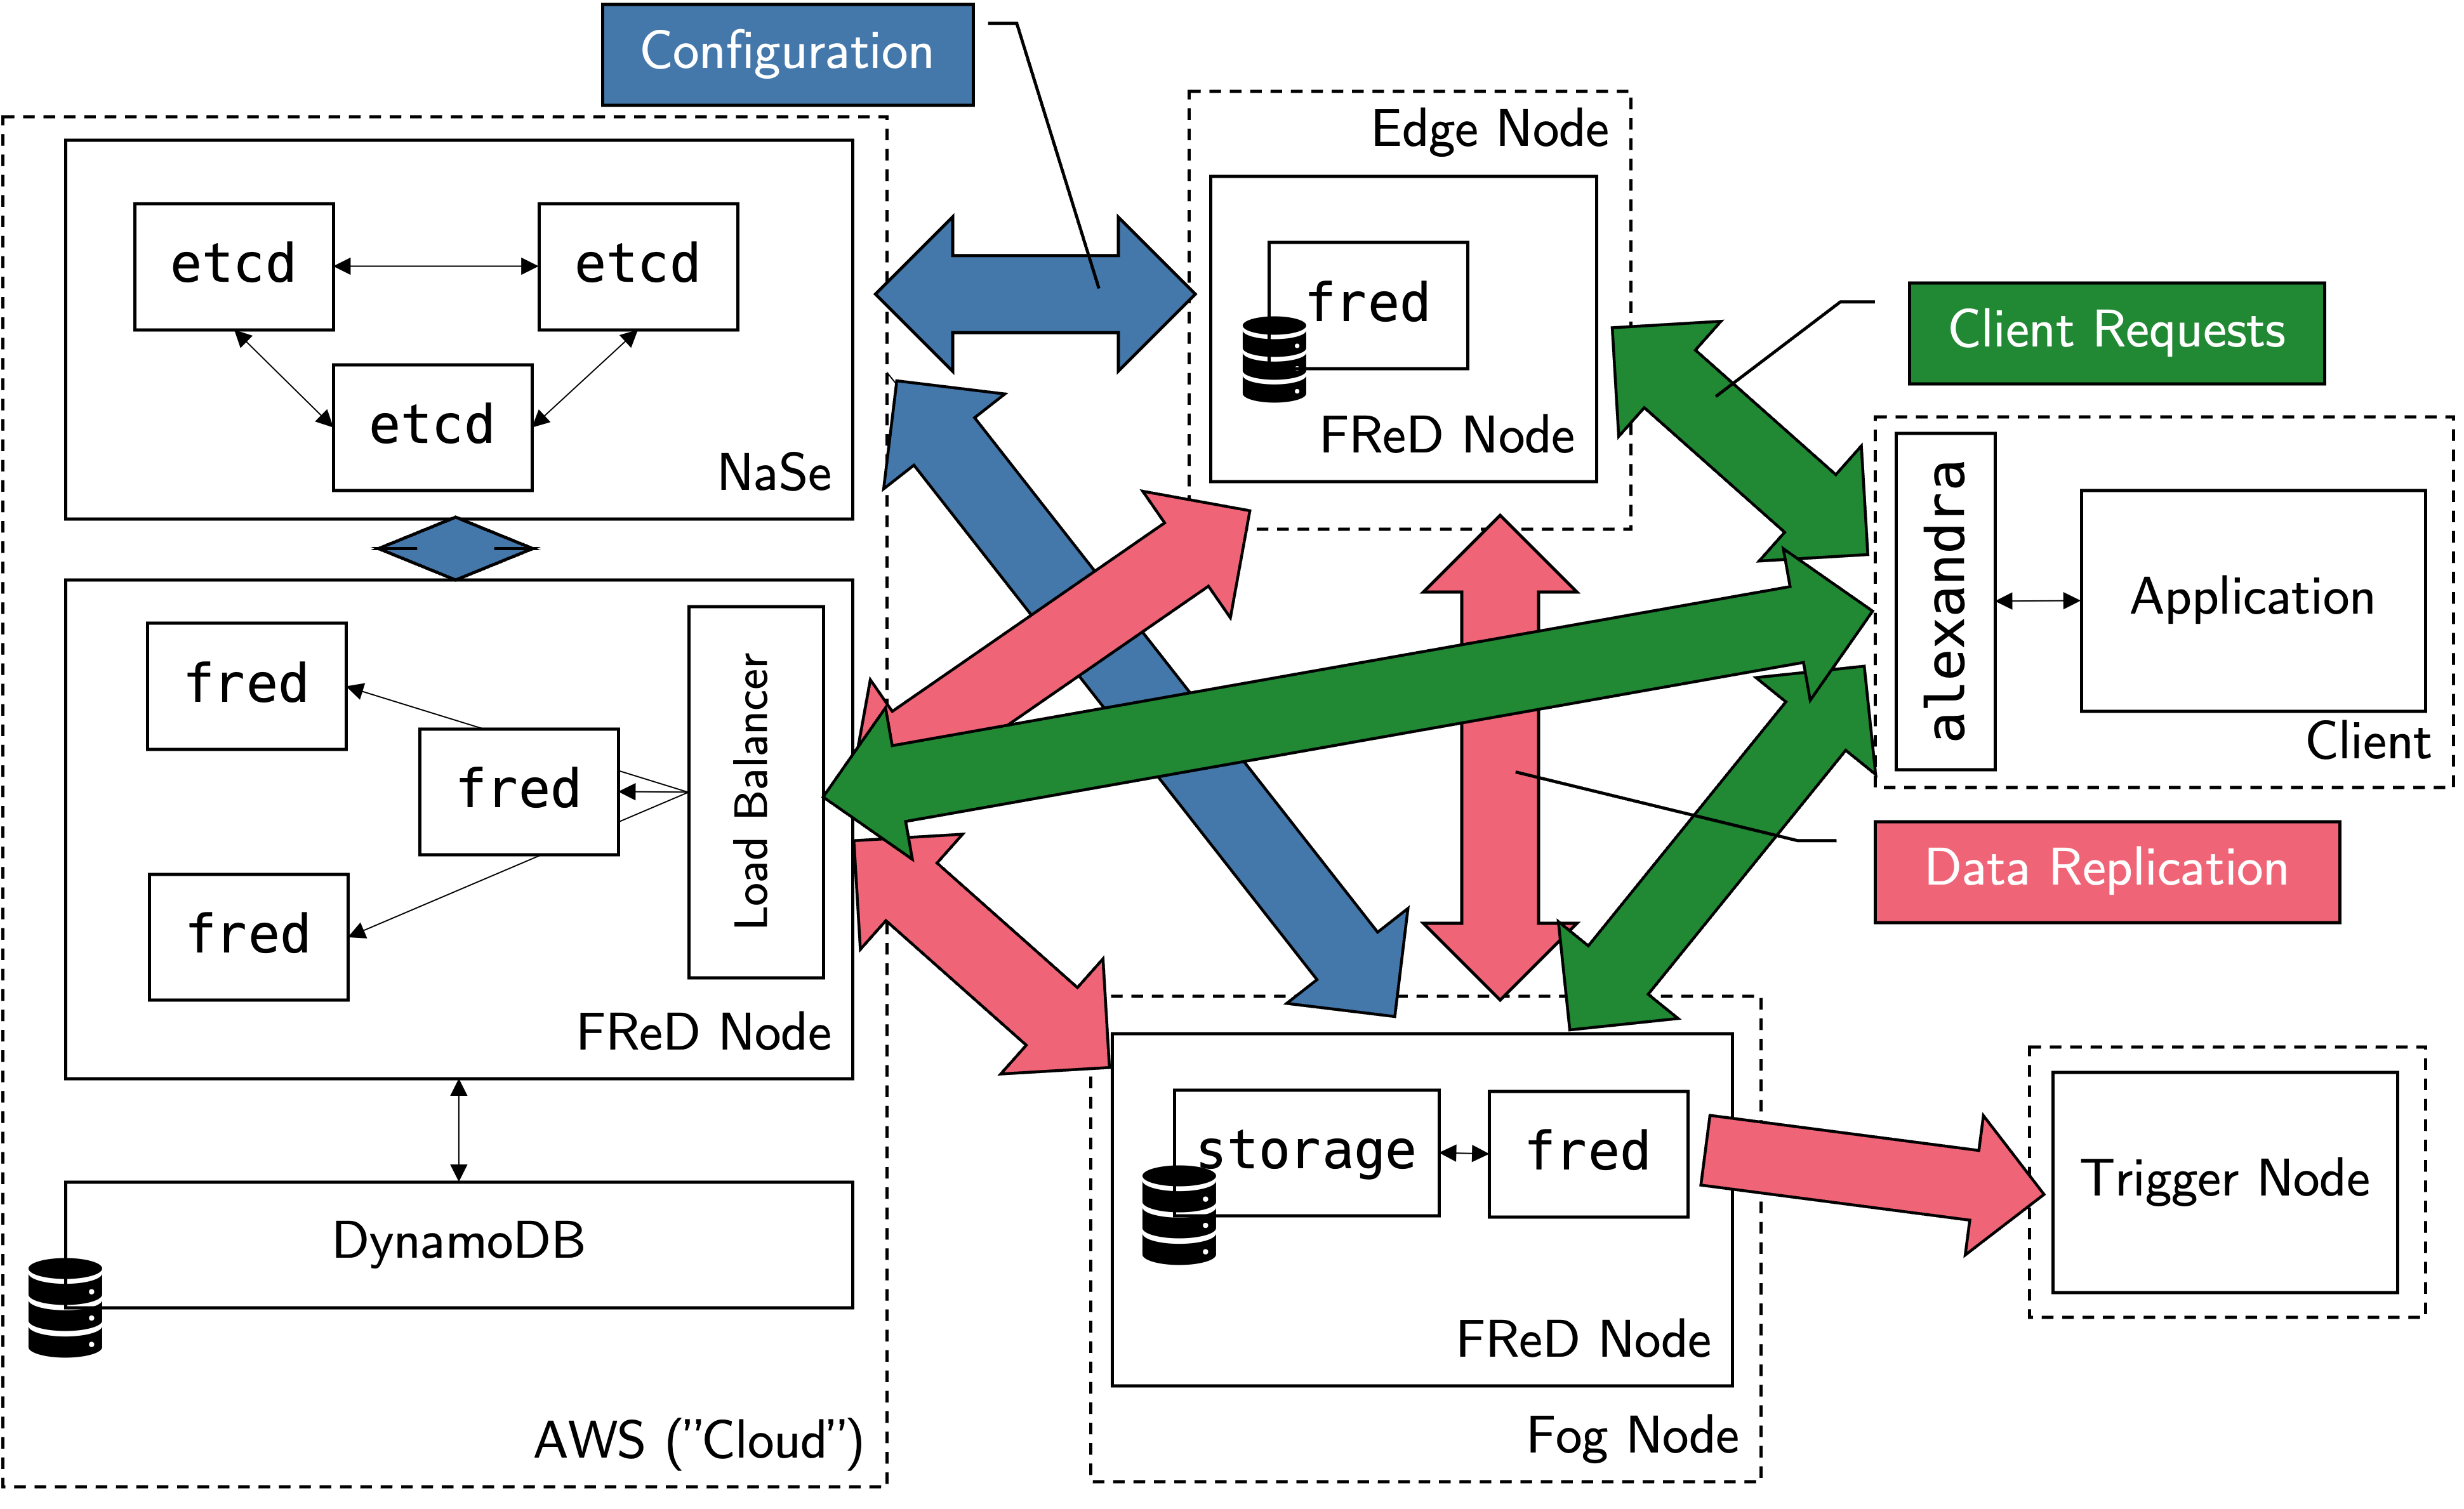 Configuration
Edge Node
fred
FReD Node
etcd
etcd
etcd
NaSe
Client Requests
alexandra
Application
Client
fred
fred
fred
Load Balancer
FReD Node
Data Replication
storage
fred
FReD Node
Fog Node
Trigger Node
DynamoDB
AWS ("Cloud")